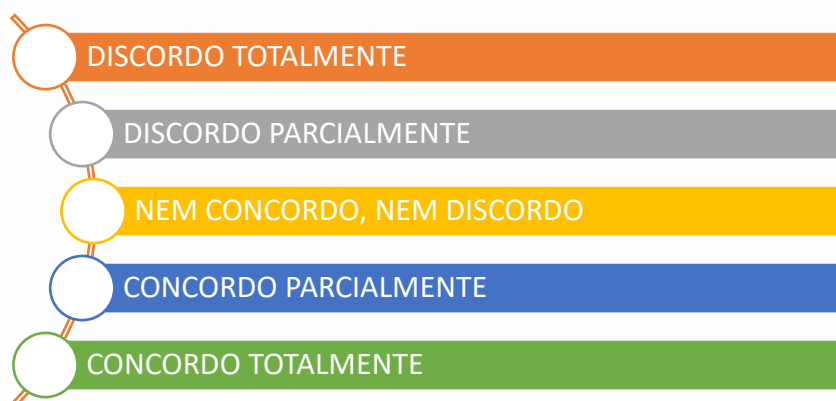 DISCORDO TOTALMENTE
DISCORDO PARCIALMENTE
NEM CONCORDO, NEM DISCORDO
CONCORDO PARCIALMENTE
CONCORDO TOTALMENTE